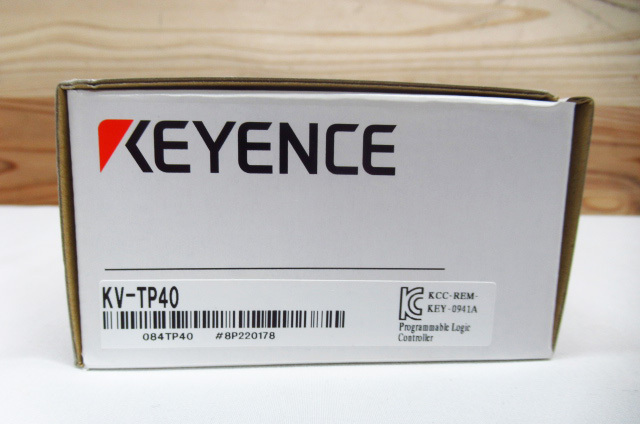 KEYENCE
KV-TP40
084TP40 #8P220178
KCC-REM-
KEY-0941A
Programmable Logic
Controller